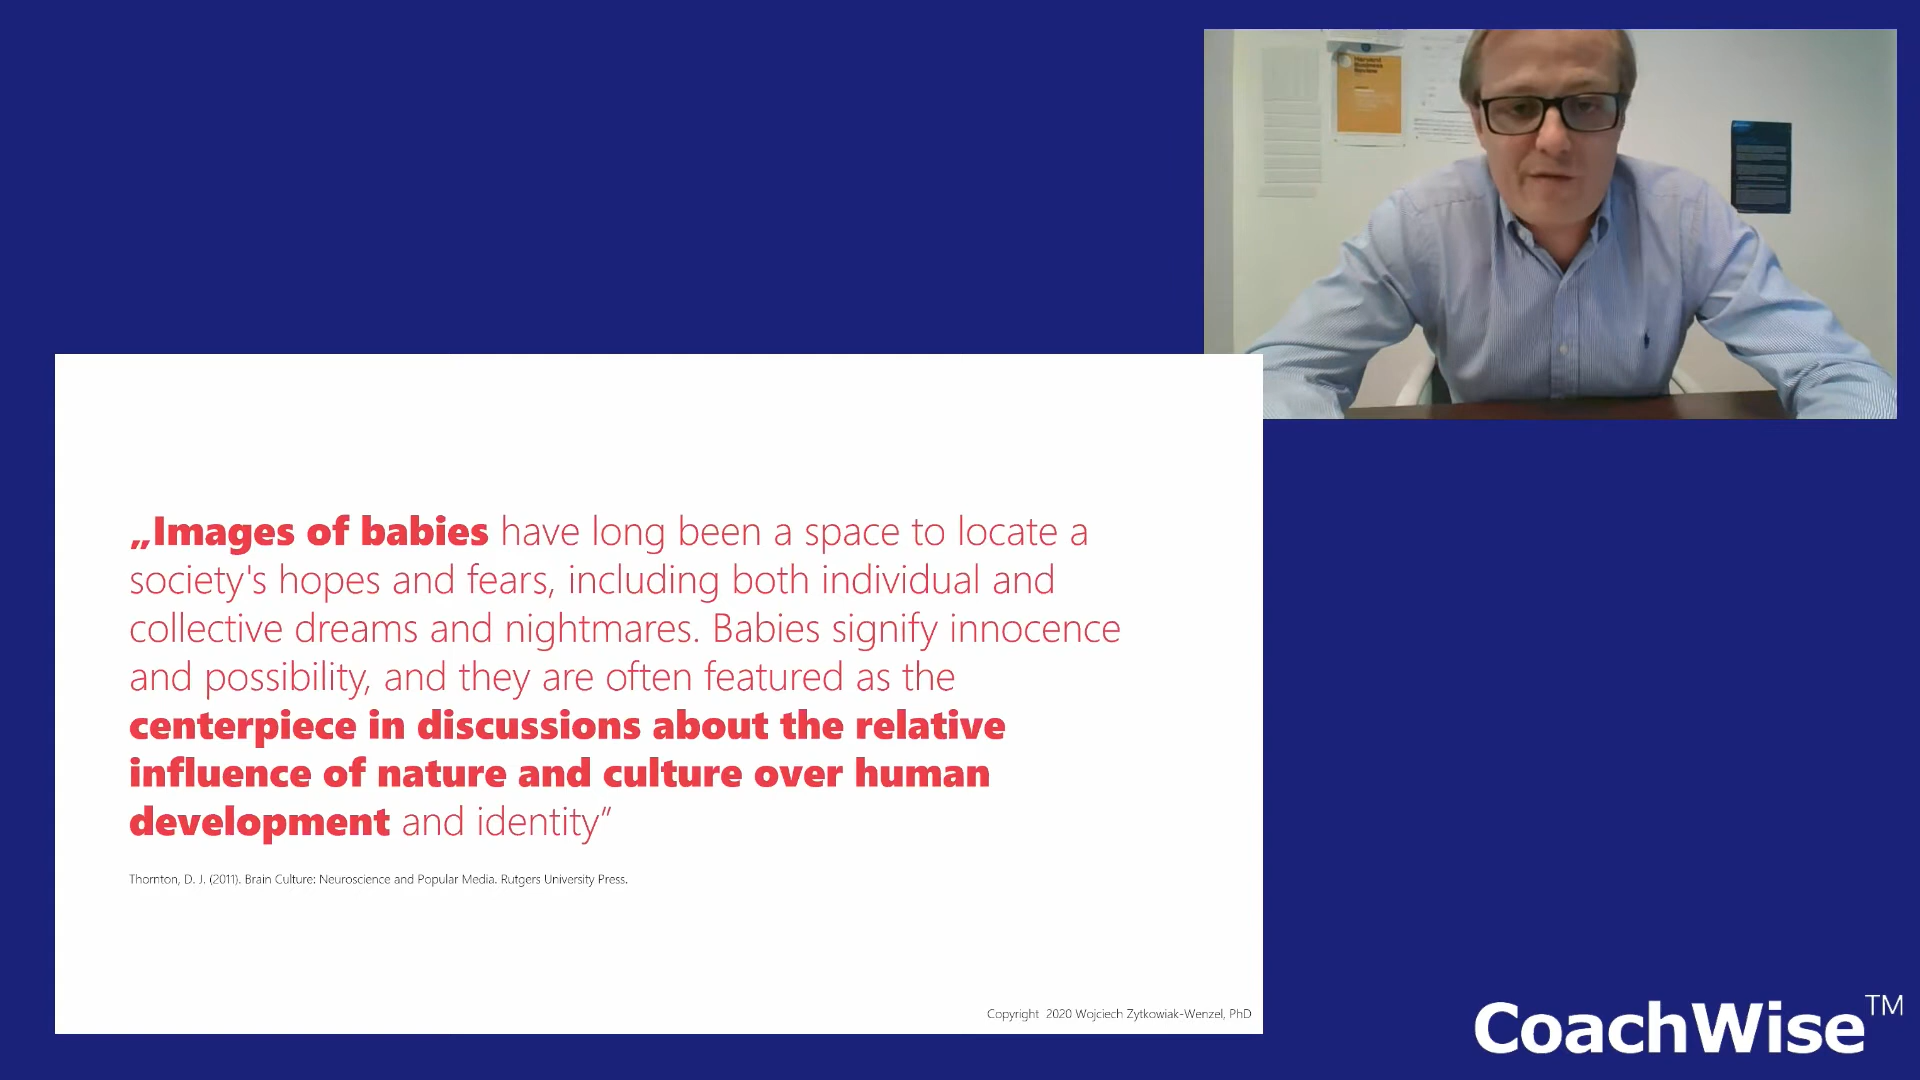 Harvard
Business
Review
„Images of babies have long been a space to locate a
society's hopes and fears, including both individual and
collective dreams and nightmares. Babies signify innocence
and possibility, and they are often featured as the
centerpiece in discussions about the relative
influence of nature and culture over human
development and identity”
Thornton, D. J. (2011). Brain Culture: Neuroscience and Popular Media. Rutgers University Press.
Copyright 2020 Wojciech Zytkowiak-Wenzel, PhD
CoachWise™